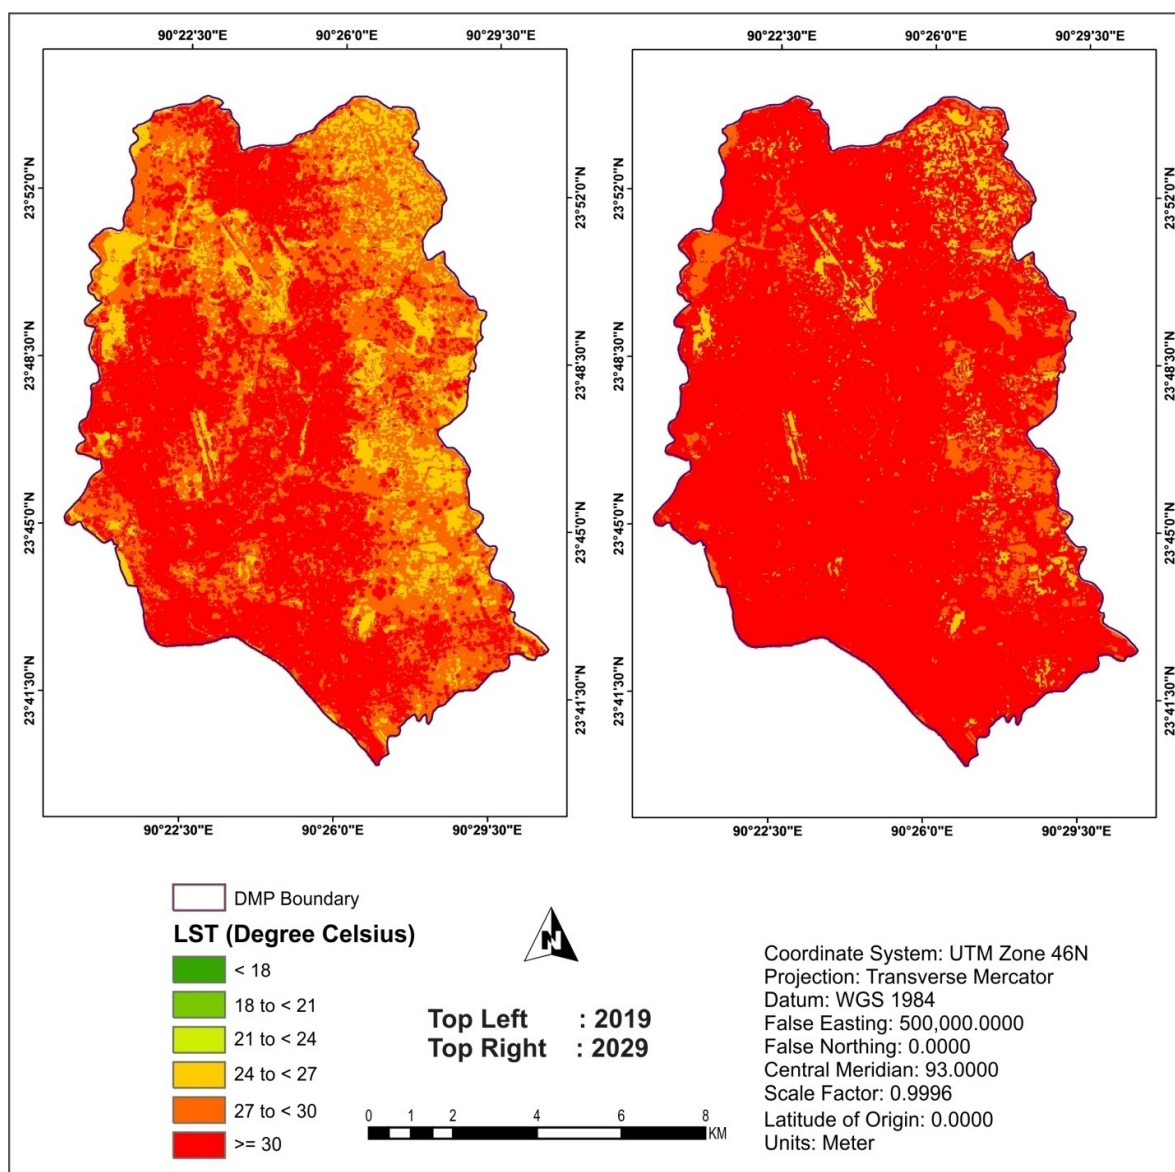 90°22'30"E 90°26'0"E 90°29'30"E
90°22'30"E 90°26'0"E 90°29'30"E
23°52'0"N
23°48'30"N
23°45'0"N
23°41'30"N
23°52'0"N
23°48'30"N
23°45'0"N
23°41'30"N
23°52'0"N
23°48'30"N
23°45'0"N
23°41'30"N
23°52'0"N
23°48'30"N
23°45'0"N
23°41'30"N
90°22'30"E 90°26'0"E 90°29'30"E
90°22'30"E 90°26'0"E 90°29'30"E
DMP Boundary
LST (Degree Celsius)
< 18
18 to < 21
21 to < 24
24 to < 27
27 to < 30
>= 30
N
Top Left : 2019
Top Right : 2029
0 1 2 4 6 8
KM
Coordinate System: UTM Zone 46N
Projection: Transverse Mercator
Datum: WGS 1984
False Easting: 500,000.0000
False Northing: 0.0000
Central Meridian: 93.0000
Scale Factor: 0.9996
Latitude of Origin: 0.0000
Units: Meter